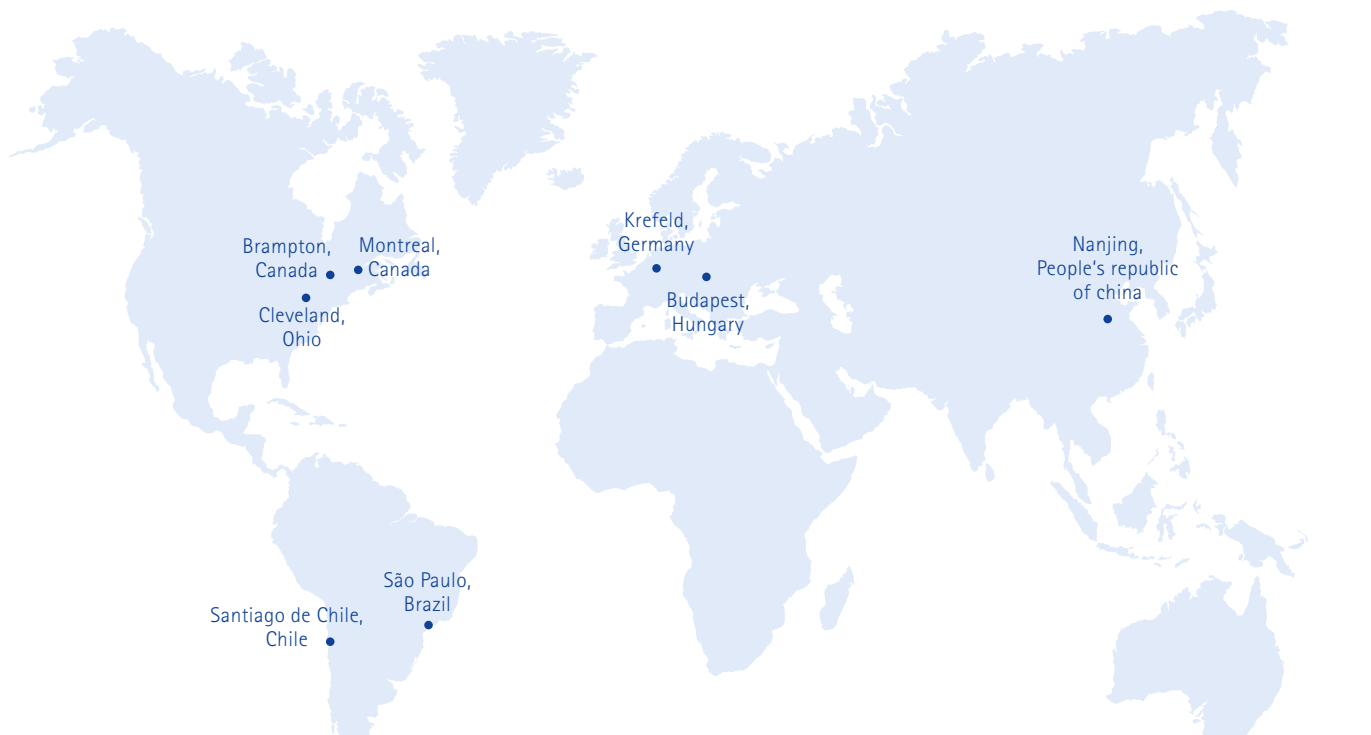 Krefeld,
Germany
Brampton,
Canada
Montreal,
Canada
Nanjing,
People‘s republic
of china
Budapest,
Hungary
Cleveland,
Ohio
São Paulo,
Brazil
Santiago de Chile,
Chile